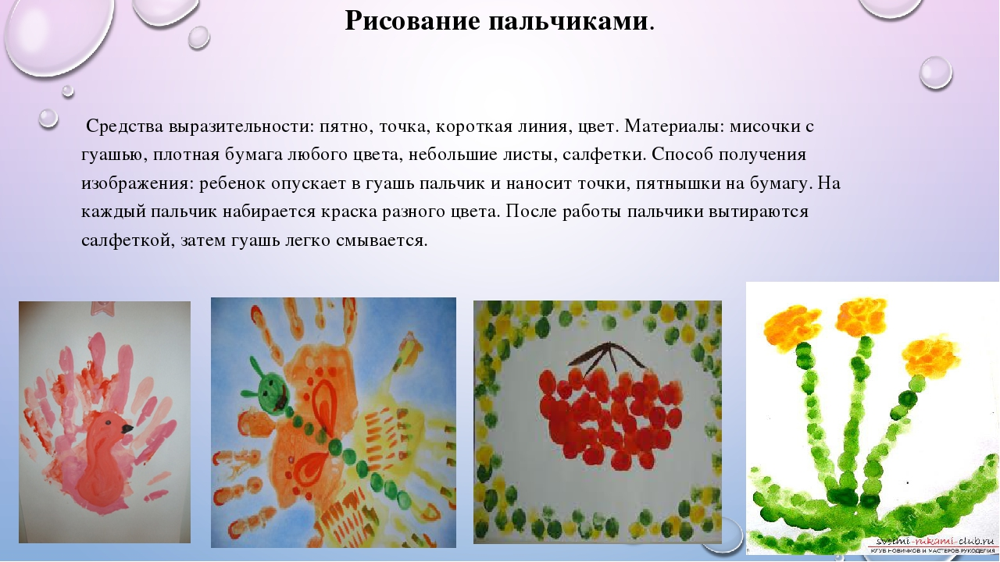 Рисование пальчиками.
Средства выразительности: пятно, точка, короткая линия, цвет. Материалы: мисочки с
гуашью, плотная бумага любого цвета, небольшие листы, салфетки. Способ получения
изображения: ребенок опускает в гуашь пальчик и наносит точки, пятнышки на бумагу. На
каждый пальчик набирается краска разного цвета. После работы пальчики вытираются
салфеткой, затем гуашь легко смывается.
svoimi-rukami-club.ru
КЛУБ НОВИЧКОВ И МАСТЕРОВ РУКОДЕЛИЯ